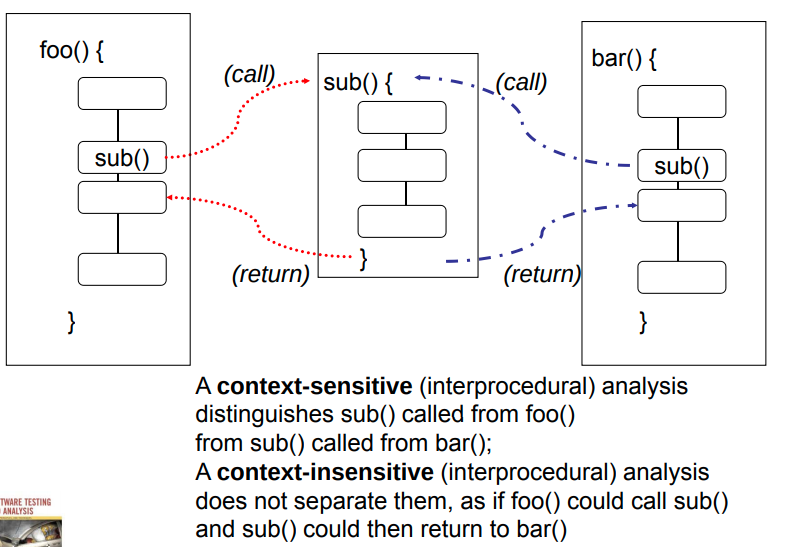 foo() {
(call)
sub() {
(call)
bar() {
sub()
sub()
(return)
}
(return)
}
}
A context-sensitive (interprocedural) analysis
distinguishes sub() called from foo()
from sub() called from bar();
A context-insensitive (interprocedural) analysis
does not separate them, as if foo() could call sub()
and sub() could then return to bar()
TWARE TESTING
ANALYSIS